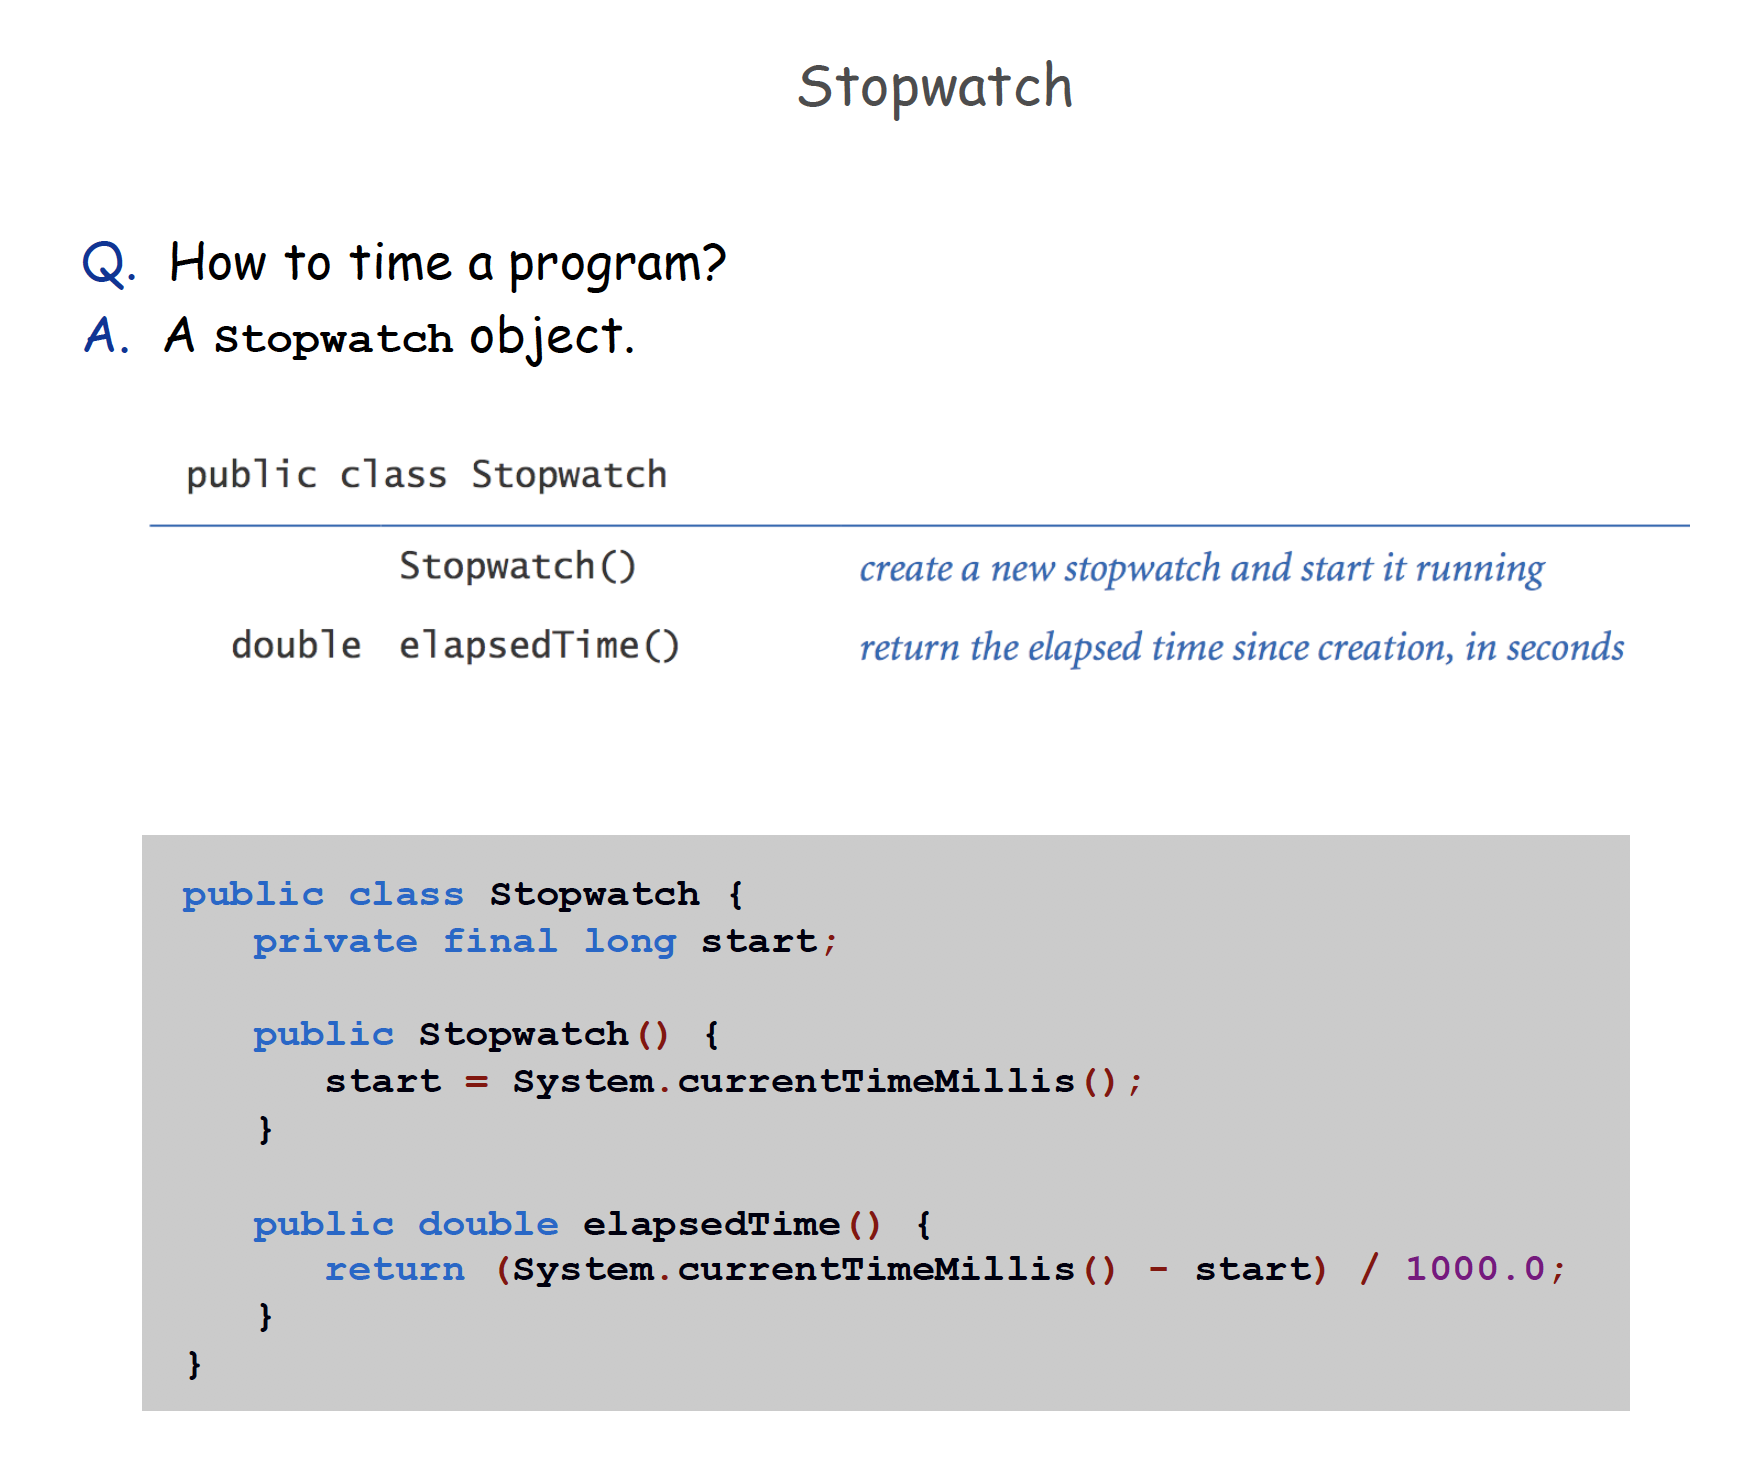 Stopwatch
Q. How to time a program?
A. A Stopwatch object.
public class Stopwatch
Stopwatch() create a new stopwatch and start it running
double elapsedTime() return the elapsed time since creation, in seconds
public class Stopwatch {
private final long start;
public Stopwatch() {
start = System.currentTimeMillis();
}
public double elapsedTime() {
return (System.currentTimeMillis() - start) / 1000.0;
}
}